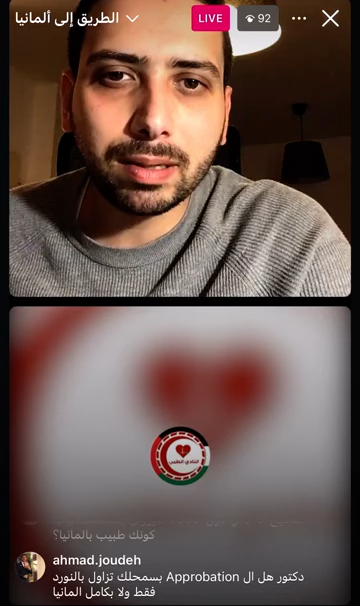 الطريق إلى ألمانيا
LIVE
92
كونك طبيب بالمانيا؟
ahmad.joudeh
دكتور هل ال Approbation بسمحلك تزاول بالنورد
فقط ولا بكامل المانيا